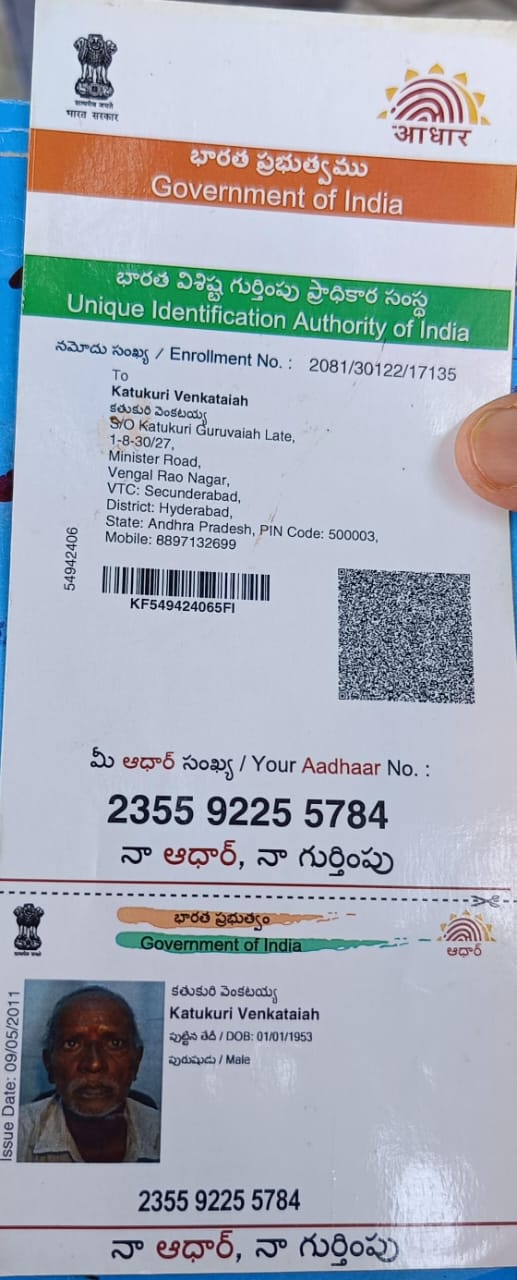 सत्यमेव जयते
भारत सरकार
आधार
భారత ప్రభుత్వము
Government of India
భారత విశిష్ట గుర్తింపు ప్రాధికార సంస్థ
Unique Identification Authority of India
నమోదు సంఖ్య / Enrollment No. : 2081/30122/17135
To
Katukuri Venkataiah
కతుకురి వెంకటయ్య
S/O Katukuri Guruvaiah Late,
1-8-30/27,
Minister Road,
Vengal Rao Nagar,
VTC: Secunderabad,
District: Hyderabad,
State: Andhra Pradesh, PIN Code: 500003,
Mobile: 8897132699
54942406
KF549424065FI
మీ ఆధార్ సంఖ్య / Your Aadhaar No. :
2355 9225 5784
నా ఆధార్, నా గుర్తింపు
భారత ప్రభుత్వం
Government of India
ఆధార్
Issue Date: 09/05/2011
కతుకురి వెంకటయ్య
Katukuri Venkataiah
పుట్టిన తేదీ / DOB: 01/01/1953
పురుషుడు / Male
2355 9225 5784
నా ఆధార్, నా గుర్తింపు